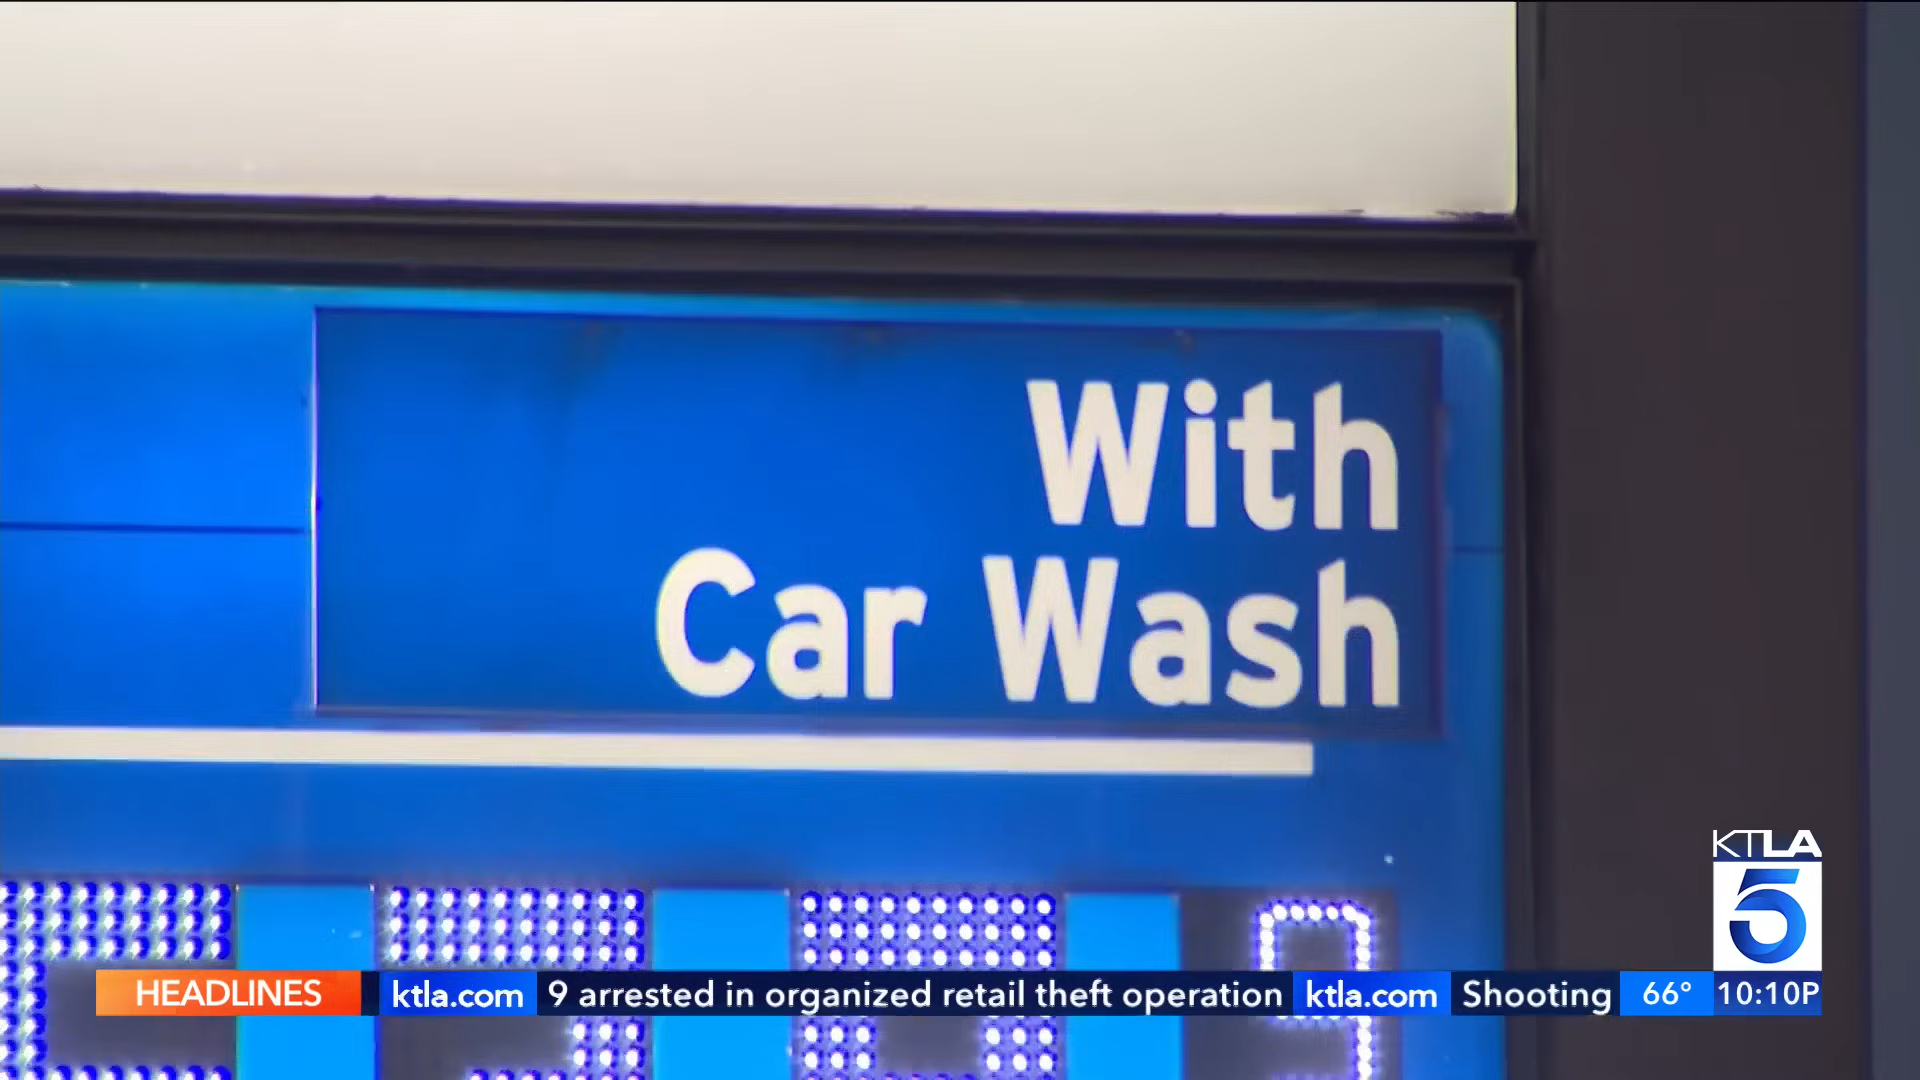 With
Car Wash
KTLA
5
HEADLINES
ktla.com 9 arrested in organized retail theft operation ktla.com Shooting 66° 10:10P